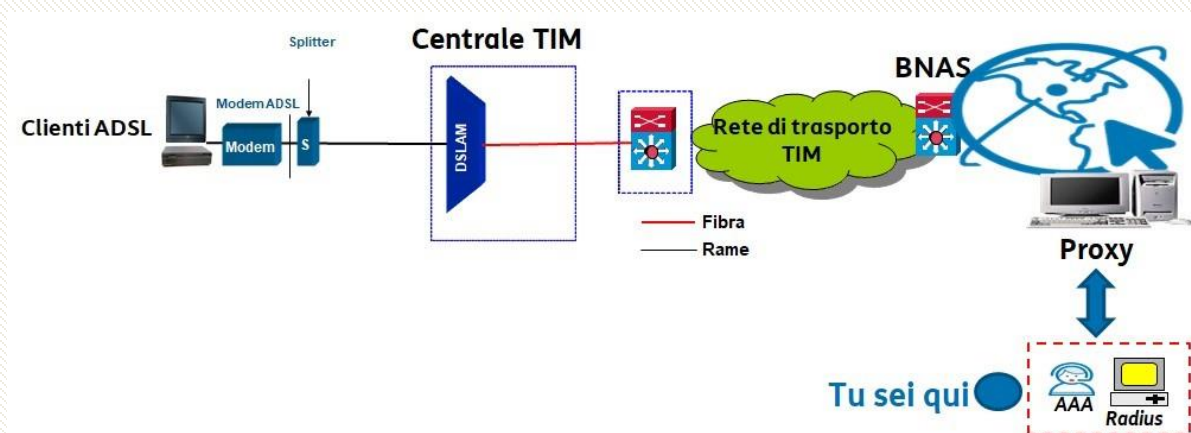 Splitter
Centrale TIM
BNAS
Modem ADSL
Clienti ADSL
Modem
S
DSLAM
Rete di trasporto
TIM
Fibra
Rame
Proxy
Tu sei qui
AAA
Radius